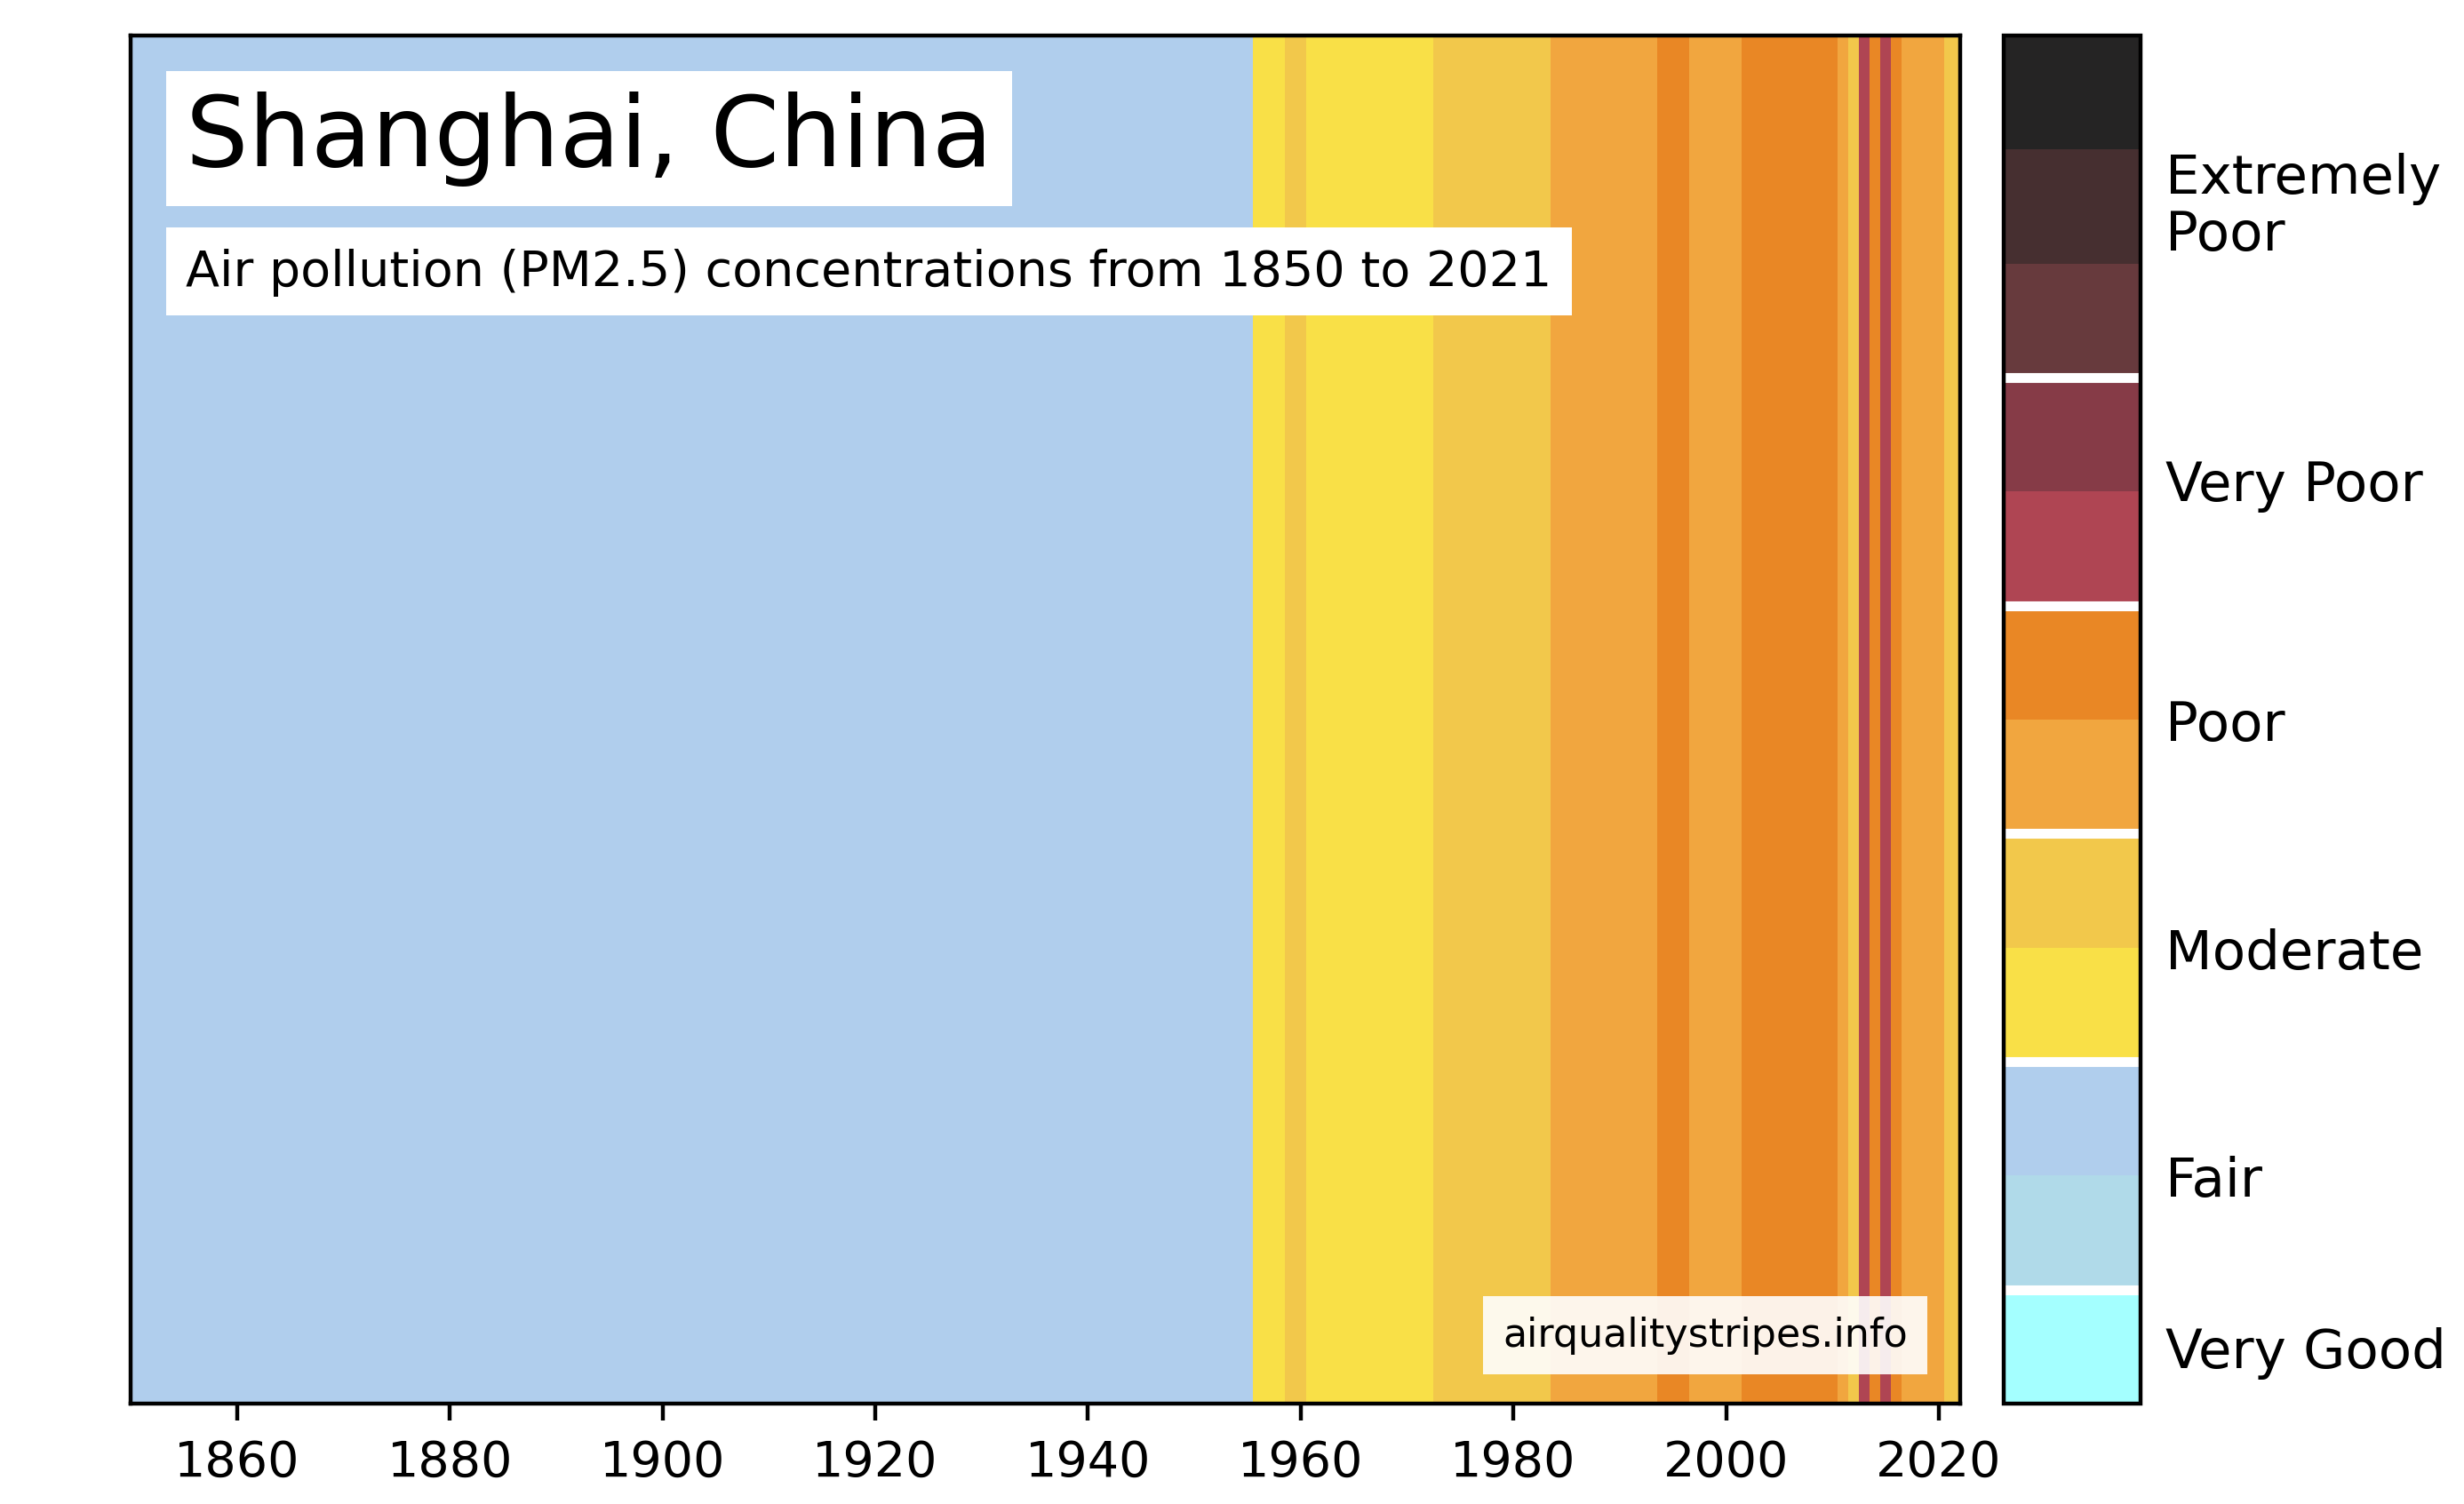 Shanghai, China
Air pollution (PM2.5) concentrations from 1850 to 2021
Extremely
Poor
Very Poor
Poor
Moderate
Fair
Very Good
airqualitystripes.info
1860 1880 1900 1920 1940 1960 1980 2000 2020